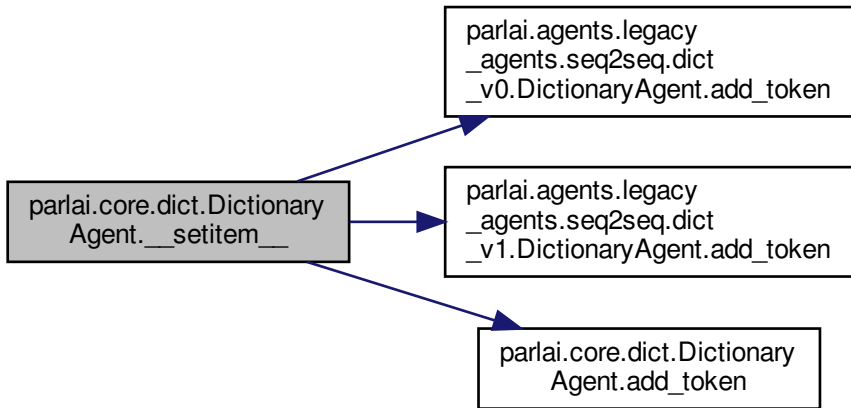 parlai.agents.legacy
_agents.seq2seq.dict
_v0.DictionaryAgent.add_token
parlai.core.dict.Dictionary
Agent.__setitem__
parlai.agents.legacy
_agents.seq2seq.dict
_v1.DictionaryAgent.add_token
parlai.core.dict.Dictionary
Agent.add_token